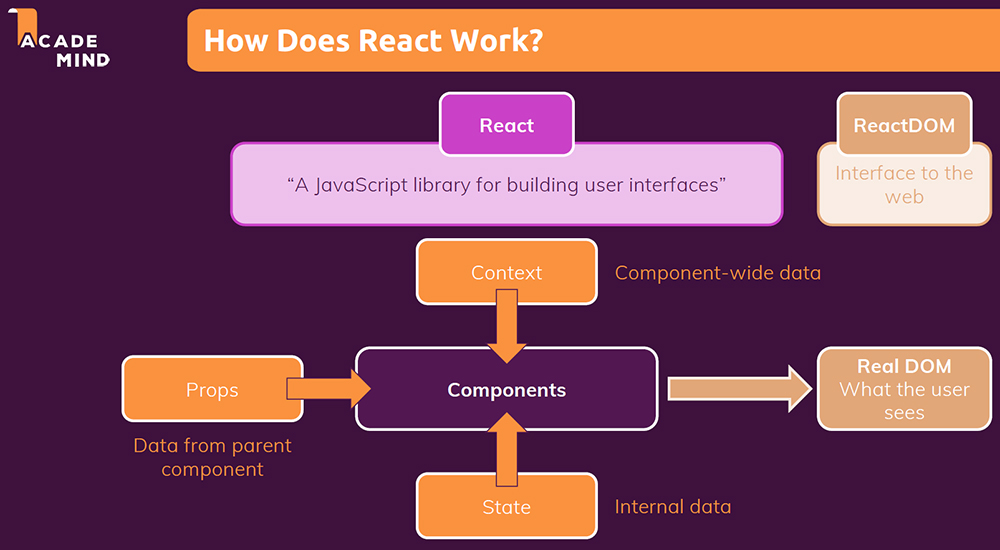 ACADE
MIND
How Does React Work?
React
ReactDOM
“A JavaScript library for building user interfaces”
Interface to the
web
Context
Component-wide data
Props
Components
Real DOM
What the user
sees
Data from parent
component
State
Internal data